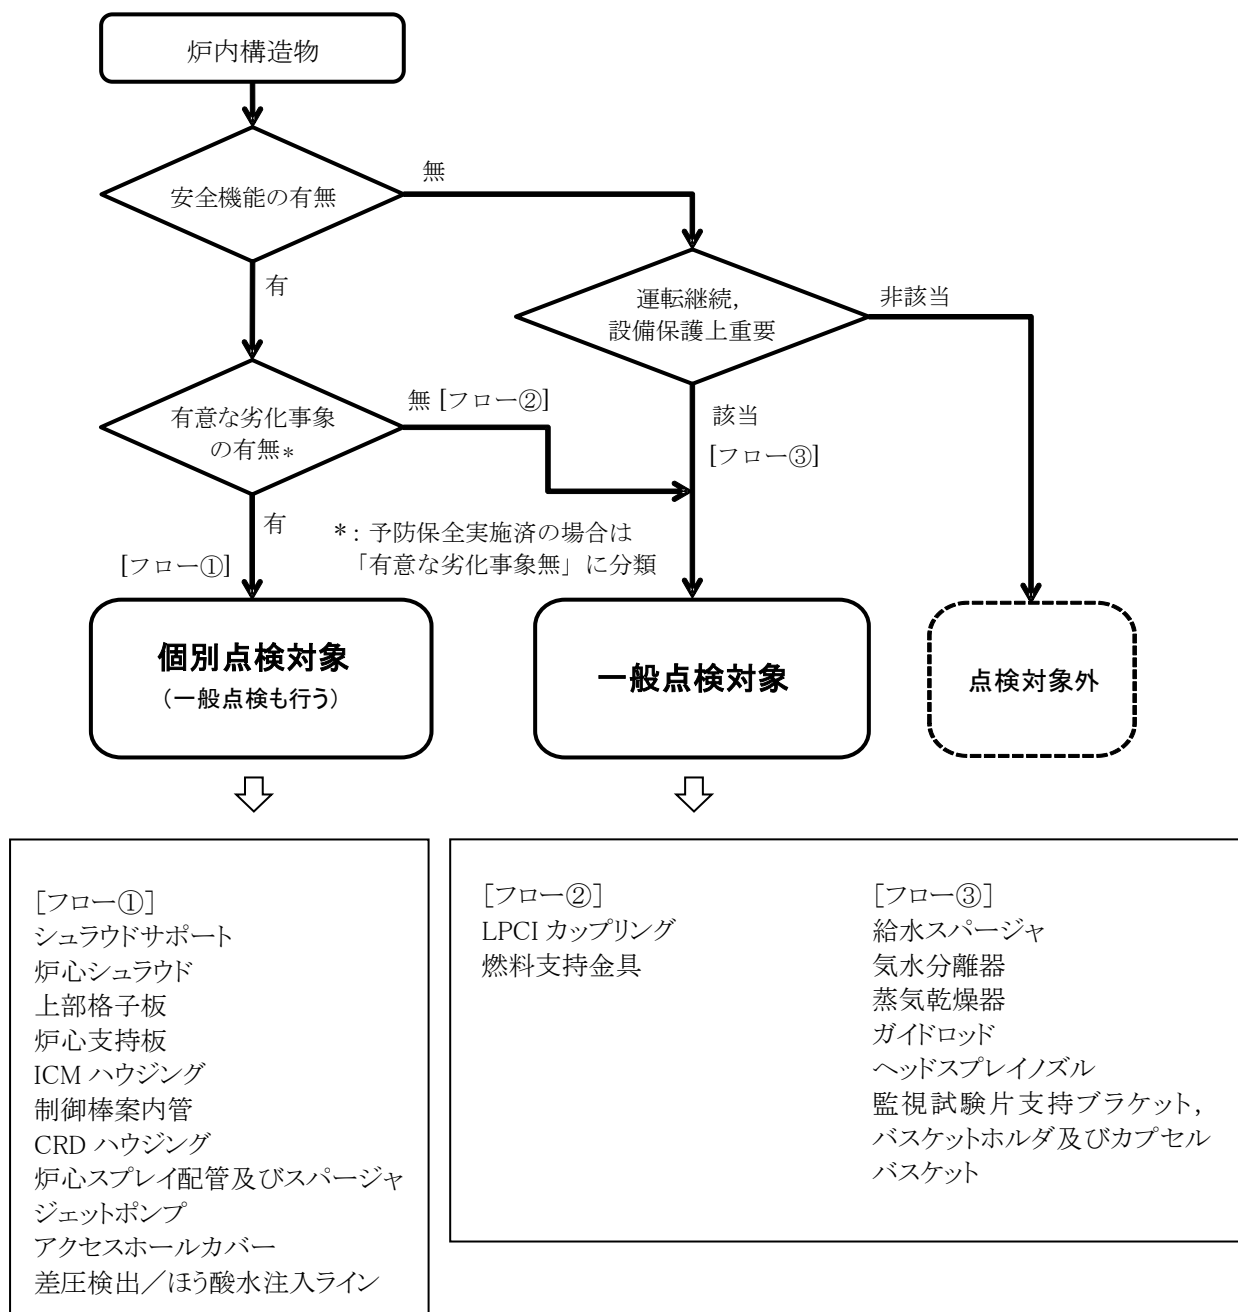 炉内構造物
安全機能の有無
無
有
運転継続,
設備保護上重要
非該当
有意な劣化事象
の有無*
無 [フロー②]
該当
[フロー③]
有
[フロー①]
*: 予防保全実施済の場合は
「有意な劣化事象無」に分類
個別点検対象
(一般点検も行う)
一般点検対象
点検対象外
[フロー①]
シュラウドサポート
炉心シュラウド
上部格子板
炉心支持板
ICM ハウジング
制御棒案内管
CRD ハウジング
炉心スプレイ配管及びスパージャ
ジェットポンプ
アクセスホールカバー
差圧検出／ほう酸水注入ライン
[フロー②]
LPCI カップリング
燃料支持金具
[フロー③]
給水スパージャ
気水分離器
蒸気乾燥器
ガイドロッド
ヘッドスプレイノズル
監視試験片支持ブラケット,
バスケットホルダ及びカプセル
バスケット